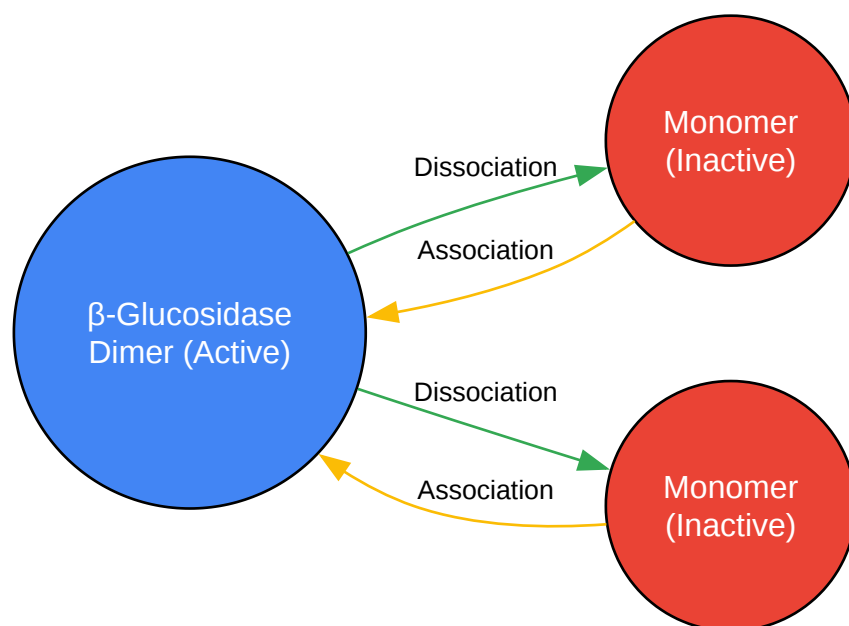 Monomer
(Inactive)
Dissociation
Association
β-Glucosidase
Dimer (Active)
Dissociation
Association
Monomer
(Inactive)